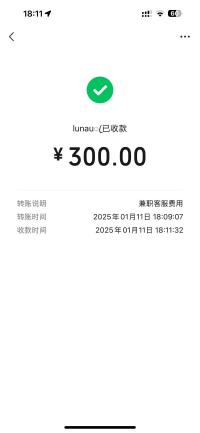 18:11
lunau꙳(已收款
¥300.00
转账说明 兼职客服费用
转账时间 2025年01月11日 18:09:07
收款时间 2025年01月11日 18:11:32